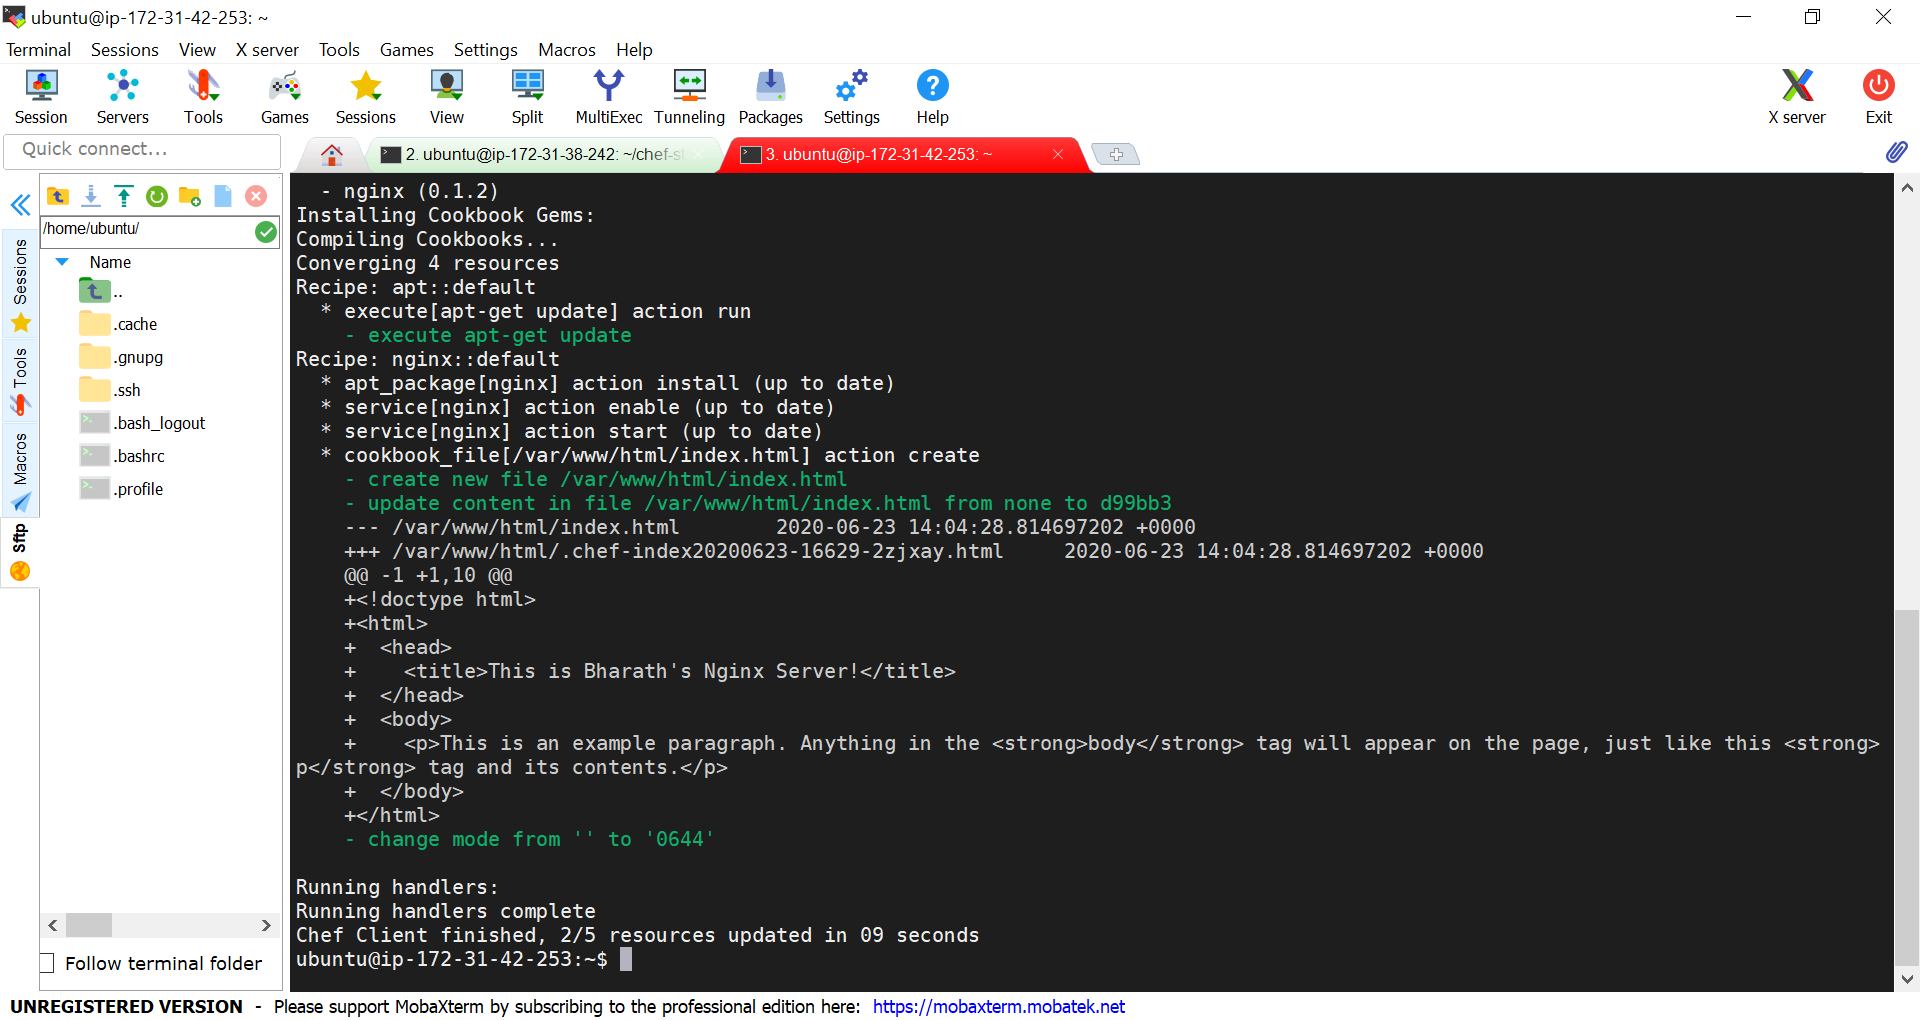 ubuntu@ip-172-31-42-253: ~
Terminal Sessions View X server Tools Games Settings Macros Help
Session Servers Tools Games Sessions View Split MultiExec Tunneling Packages Settings Help X server Exit
Quick connect...
2. ubuntu@ip-172-31-38-242: ~/chef-s
3. ubuntu@ip-172-31-42-253: ~
Sessions
Tools
Macros
Sftp
/home/ubuntu/
Name
..
.cache
.gnupg
.ssh
.bash_logout
.bashrc
.profile
Follow terminal folder
  - nginx (0.1.2)
Installing Cookbook Gems:
Compiling Cookbooks...
Converging 4 resources
Recipe: apt::default
  * execute[apt-get update] action run
    - execute apt-get update
Recipe: nginx::default
  * apt_package[nginx] action install (up to date)
  * service[nginx] action enable (up to date)
  * service[nginx] action start (up to date)
  * cookbook_file[/var/www/html/index.html] action create
    - create new file /var/www/html/index.html
    - update content in file /var/www/html/index.html from none to d99bb3
    --- /var/www/html/index.html        2020-06-23 14:04:28.814697202 +0000
    +++ /var/www/html/.chef-index20200623-16629-2zjxay.html     2020-06-23 14:04:28.814697202 +0000
    @@ -1 +1,10 @@
    +<!doctype html>
    +<html>
    +  <head>
    +    <title>This is Bharath's Nginx Server!</title>
    +  </head>
    +  <body>
    +    <p>This is an example paragraph. Anything in the <strong>body</strong> tag will appear on the page, just like this <strong>
p</strong> tag and its contents.</p>
    +  </body>
    +</html>
    - change mode from '' to '0644'
Running handlers:
Running handlers complete
Chef Client finished, 2/5 resources updated in 09 seconds
ubuntu@ip-172-31-42-253:~$
UNREGISTERED VERSION - Please support MobaXterm by subscribing to the professional edition here: https://mobaxterm.mobatek.net